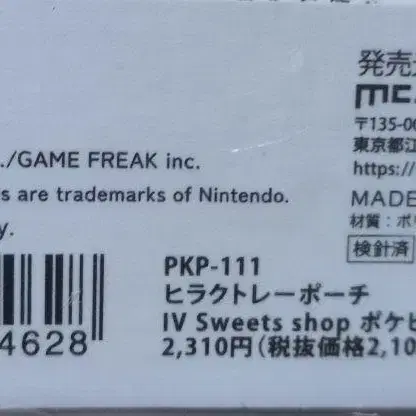 発売
mc.
〒135-06
東京都江
https://
./GAME FREAK inc.
s are trademarks of Nintendo.
y.
MADE
材質：ポリ
検針済
4628
PKP-111
ヒラクトレーポーチ
IV Sweets shop ポケ
2,310円（税抜価格2,10